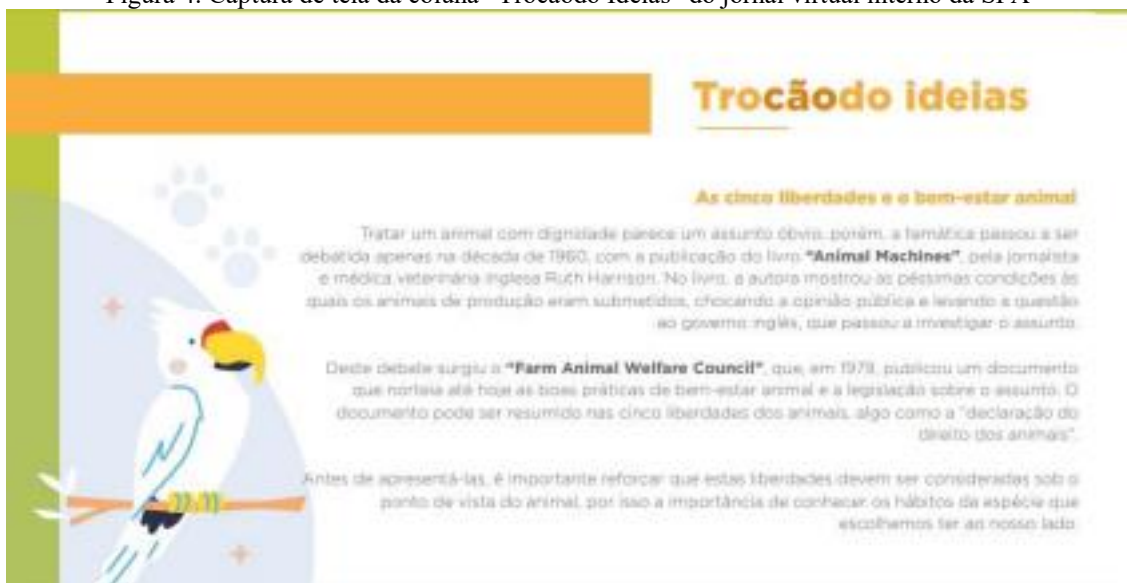 Figura 4: Captura de tela da coluna "Trocãodo Ideias" do jornal virtual interno da SPA
Trocãodo ideias
As cinco liberdades e o bem-estar animal
Tratar um animal com dignidade parece um assunto óbvio, porém, a temática passou a ser
debatida apenas na década de 1960, com a publicação do livro "Animal Machines", pela jornalista
e médica veterinária inglesa Ruth Harrison. No livro, a autora mostrou as péssimas condições às
quais os animais de produção eram submetidos, chocando a opinião pública e levando a questão
ao governo inglês, que passou a investigar o assunto.
Deste debate surgiu o "Farm Animal Welfare Council", que, em 1979, publicou um documento
que norteia até hoje as boas práticas de bem-estar animal e a legislação sobre o assunto. O
documento pode ser resumido nas cinco liberdades dos animais, algo como a "declaração do
direito dos animais".
Antes de apresentá-las, é importante reforçar que estas liberdades devem ser consideradas sob o
ponto de vista do animal, por isso a importância de conhecer os hábitos da espécie que
escolhemos ter ao nosso lado.